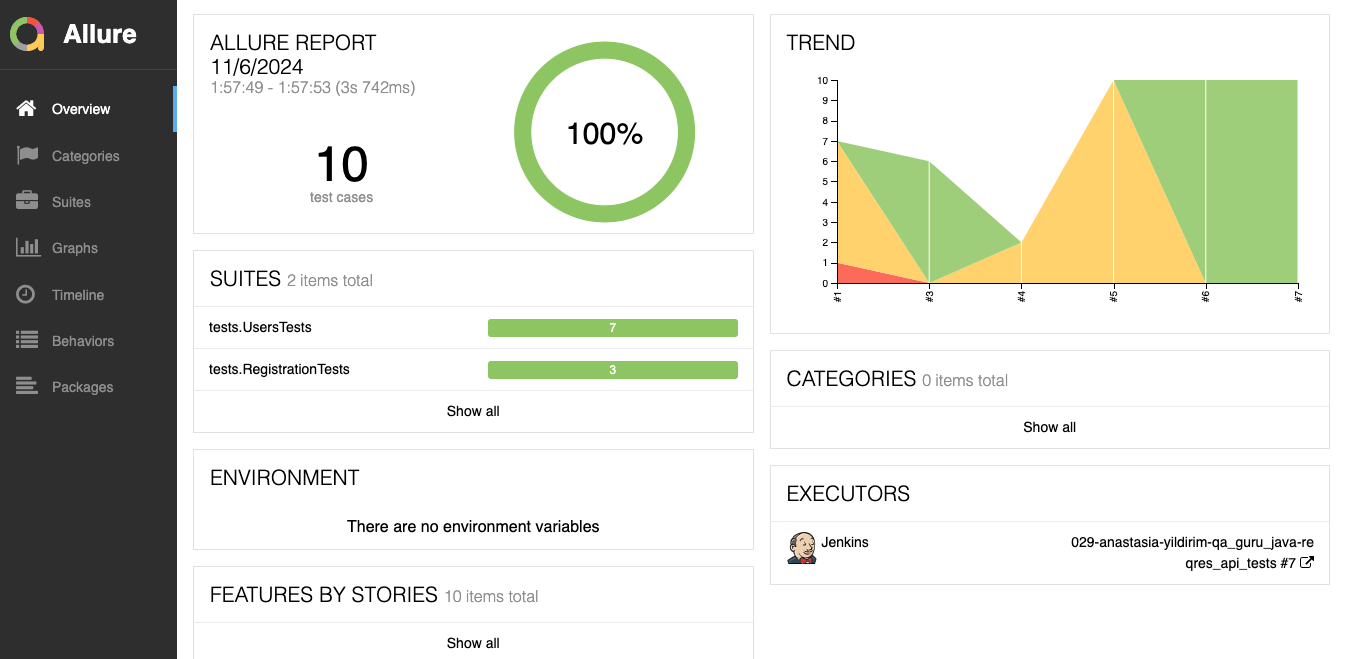 Allure
Overview
Categories
Suites
Graphs
Timeline
Behaviors
Packages
ALLURE REPORT
11/6/2024
1:57:49 - 1:57:53 (3s 742ms)
10
test cases
100%
SUITES 2 items total
tests.UsersTests 7
tests.RegistrationTests 3
Show all
ENVIRONMENT
There are no environment variables
FEATURES BY STORIES 10 items total
Show all
TREND
10
9
8
7
6
5
4
3
2
1
0
#1 #3 #4 #5 #6 #7
CATEGORIES 0 items total
Show all
EXECUTORS
Jenkins 029-anastasia-yildirim-qa_guru_java-re
qres_api_tests #7